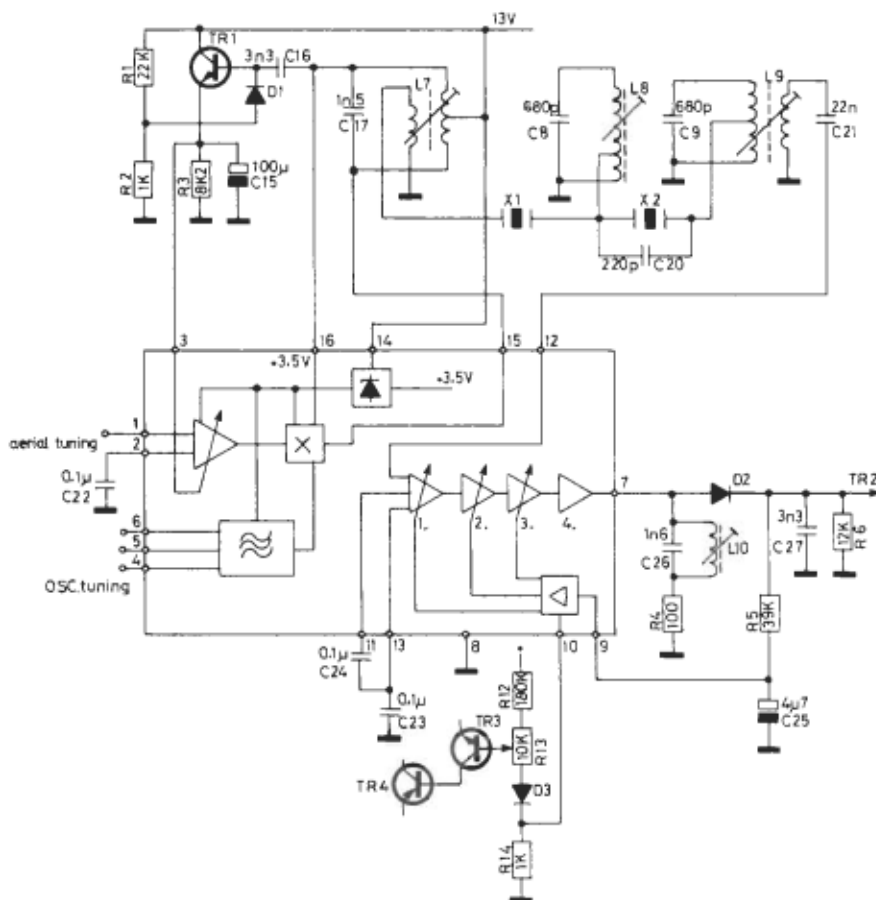 13V
TR1
3n3
C16
R1
22K
D1
L7
1n5
C17
R2
1K
R3
8K2
100µ
C15
680p
C8
L8
680p
C9
L9
22n
C21
X1
X2
220p
C20
3
16
14
15
12
+3.5V
+3.5V
1
aerial tuning
2
0.1µ
C22
6
5
4
OSC.tuning
1.
2.
3.
4.
7
D2
TR2
1n6
C26
L10
3n3
C27
12K
R6
R4
100
R5
39K
11
13
8
10
9
0.1µ
C24
0.1µ
C23
R12
180K
TR3
10K
R13
TR4
D3
R14
1K
4µ7
C25